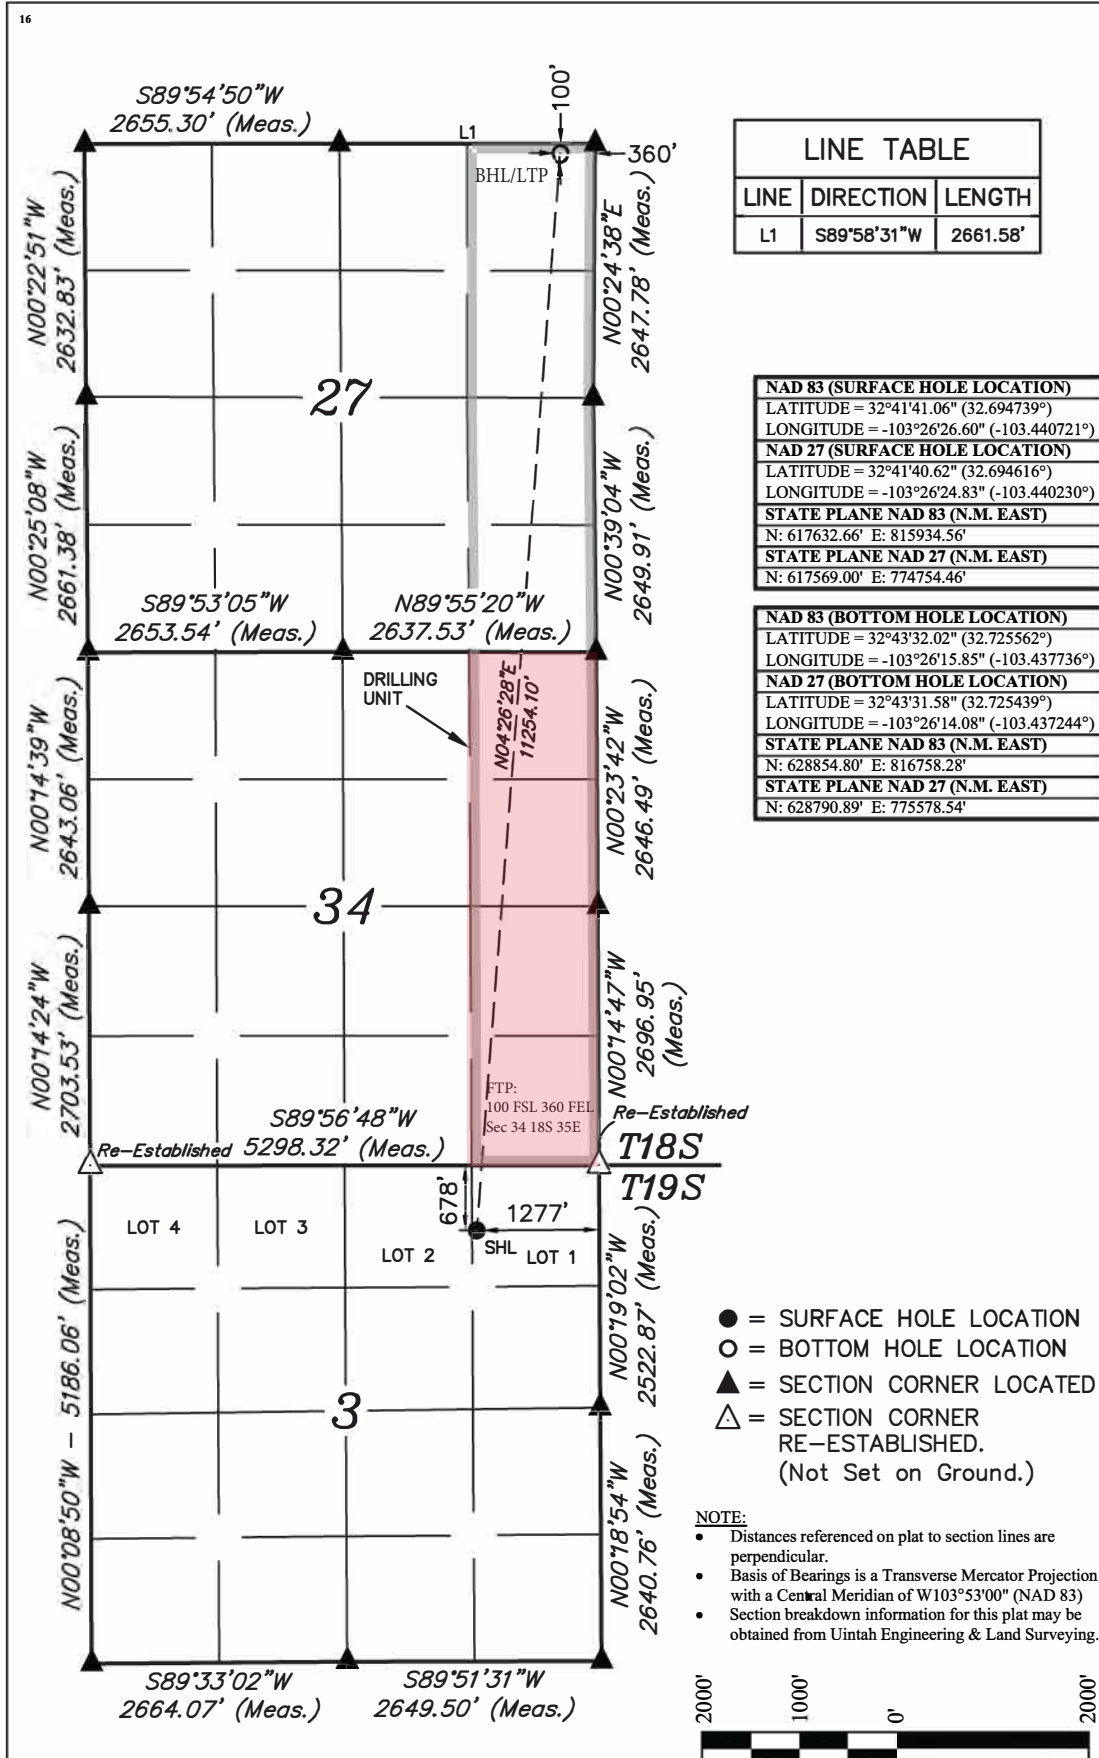 16
S89°54'50"W
2655.30' (Meas.)
L1
100'
360'
BHL/LTP
N00°22'51"W
2632.83' (Meas.)
N00°24'38"E
2647.78' (Meas.)
27
N00°25'08"W
2661.38' (Meas.)
N00°39'04"W
2649.91' (Meas.)
S89°53'05"W
2653.54' (Meas.)
N89°55'20"W
2637.53' (Meas.)
DRILLING
UNIT
N04°26'28"E
11254.10'
N00°14'39"W
2643.06' (Meas.)
N00°23'42"W
2646.49' (Meas.)
34
N00°14'24"W
2703.53' (Meas.)
N00°14'47"W
2696.95'
(Meas.)
FTP:
100 FSL 360 FEL
Sec 34 18S 35E
S89°56'48"W
5298.32' (Meas.)
Re-Established
Re-Established
T18S
T19S
678'
1277'
SHL
LOT 4
LOT 3
LOT 2
LOT 1
N00°08'50"W – 5186.06' (Meas.)
N00°19'02"W
2522.87' (Meas.)
3
N00°18'54"W
2640.76' (Meas.)
S89°33'02"W
2664.07' (Meas.)
S89°51'31"W
2649.50' (Meas.)
LINE TABLE
LINE DIRECTION LENGTH
L1 S89°58'31"W 2661.58'
NAD 83 (SURFACE HOLE LOCATION)
LATITUDE = 32°41'41.06" (32.694739°)
LONGITUDE = -103°26'26.60" (-103.440721°)
NAD 27 (SURFACE HOLE LOCATION)
LATITUDE = 32°41'40.62" (32.694616°)
LONGITUDE = -103°26'24.83" (-103.440230°)
STATE PLANE NAD 83 (N.M. EAST)
N: 617632.66' E: 815934.56'
STATE PLANE NAD 27 (N.M. EAST)
N: 617569.00' E: 774754.46'
NAD 83 (BOTTOM HOLE LOCATION)
LATITUDE = 32°43'32.02" (32.725562°)
LONGITUDE = -103°26'15.85" (-103.437736°)
NAD 27 (BOTTOM HOLE LOCATION)
LATITUDE = 32°43'31.58" (32.725439°)
LONGITUDE = -103°26'14.08" (-103.437244°)
STATE PLANE NAD 83 (N.M. EAST)
N: 628854.80' E: 816758.28'
STATE PLANE NAD 27 (N.M. EAST)
N: 628790.89' E: 775578.54'
= SURFACE HOLE LOCATION
= BOTTOM HOLE LOCATION
= SECTION CORNER LOCATED
= SECTION CORNER
RE-ESTABLISHED.
(Not Set on Ground.)
NOTE:
• Distances referenced on plat to section lines are
perpendicular.
• Basis of Bearings is a Transverse Mercator Projection
with a Central Meridian of W103°53'00" (NAD 83)
• Section breakdown information for this plat may be
obtained from Uintah Engineering & Land Surveying.
2000' 1000' 0' 2000'